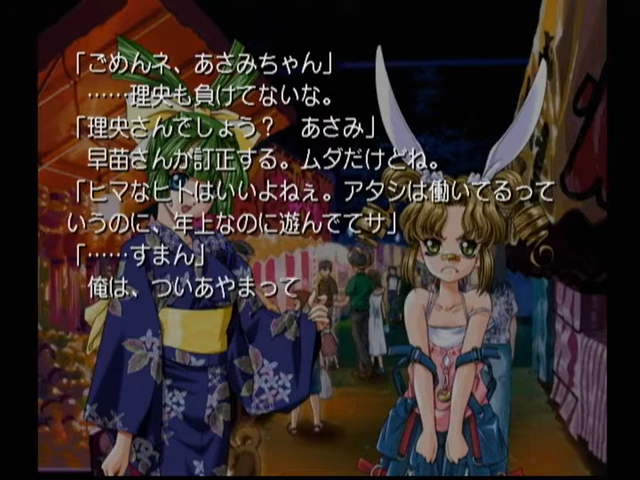 「ごめんネ、あさみちゃん」
……理央も負けてないな。
「理央さんでしょう？　あさみ」
早苗さんが訂正する。ムダだけどね。
「ヒマなヒトはいいよねぇ。アタシは働いてるって
いうのに、年上なのに遊んでてサ」
「……すまん」
俺は、ついあやまって